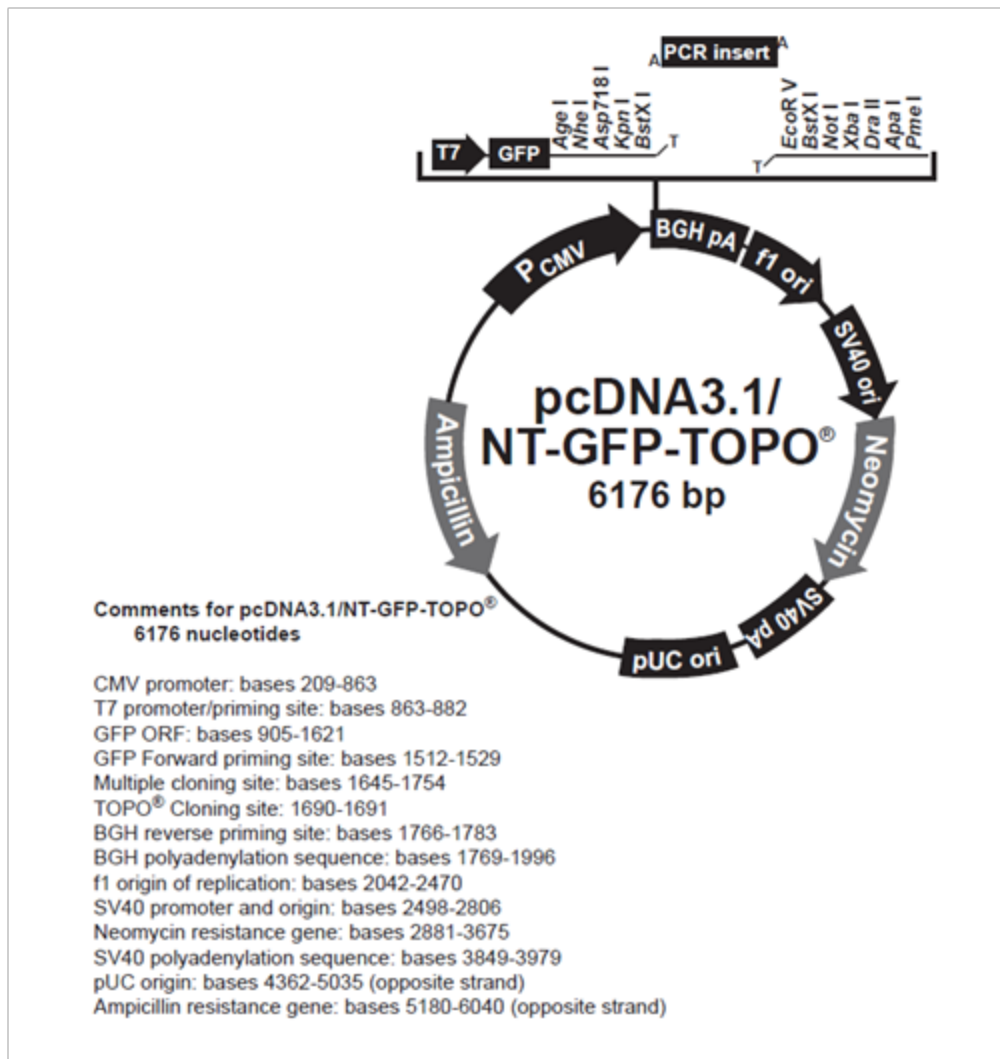 A PCR insert A
Age I
Nhe I
Asp718 I
Kpn I
BstX I
EcoR V
BstX I
Not I
Xba I
Dra II
Apa I
Pme I
T7 GFP T T
P CMV
BGH pA
f1 ori
SV40 ori
Neomycin
SV40 pA
pUC ori
Ampicillin
pcDNA3.1/
NT-GFP-TOPO®
6176 bp
Comments for pcDNA3.1/NT-GFP-TOPO®
6176 nucleotides
CMV promoter: bases 209-863
T7 promoter/priming site: bases 863-882
GFP ORF: bases 905-1621
GFP Forward priming site: bases 1512-1529
Multiple cloning site: bases 1645-1754
TOPO® Cloning site: 1690-1691
BGH reverse priming site: bases 1766-1783
BGH polyadenylation sequence: bases 1769-1996
f1 origin of replication: bases 2042-2470
SV40 promoter and origin: bases 2498-2806
Neomycin resistance gene: bases 2881-3675
SV40 polyadenylation sequence: bases 3849-3979
pUC origin: bases 4362-5035 (opposite strand)
Ampicillin resistance gene: bases 5180-6040 (opposite strand)